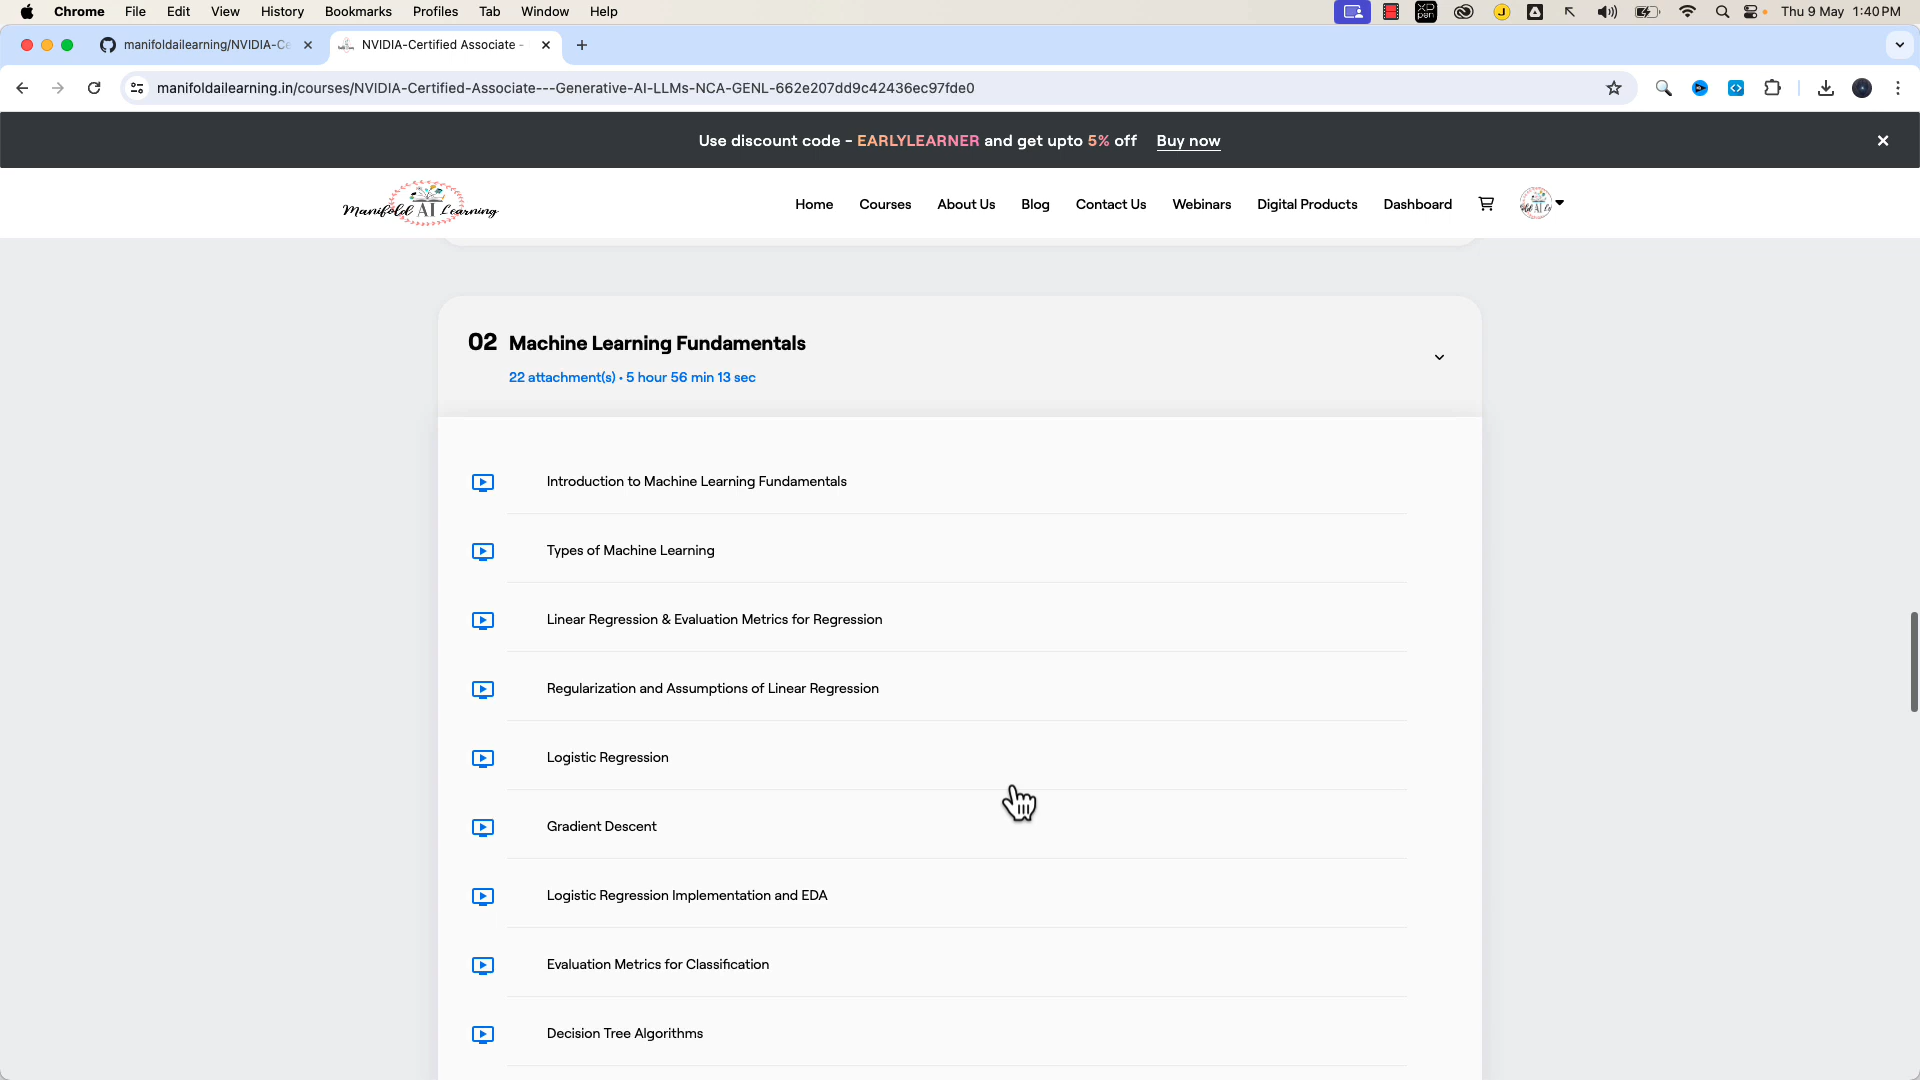 Chrome File Edit View History Bookmarks Profiles Tab Window Help Thu 9 May 1:40 PM
manifoldailearning/NVIDIA-Ce NVIDIA-Certified Associate -
manifoldailearning.in/courses/NVIDIA-Certified-Associate---Generative-AI-LLMs-NCA-GENL-662e207dd9c42436ec97fde0
Use discount code - EARLYLEARNER and get upto 5% off Buy now
Manifold AI Learning Home Courses About Us Blog Contact Us Webinars Digital Products Dashboard
02 Machine Learning Fundamentals
22 attachment(s) • 5 hour 56 min 13 sec
Introduction to Machine Learning Fundamentals
Types of Machine Learning
Linear Regression & Evaluation Metrics for Regression
Regularization and Assumptions of Linear Regression
Logistic Regression
Gradient Descent
Logistic Regression Implementation and EDA
Evaluation Metrics for Classification
Decision Tree Algorithms